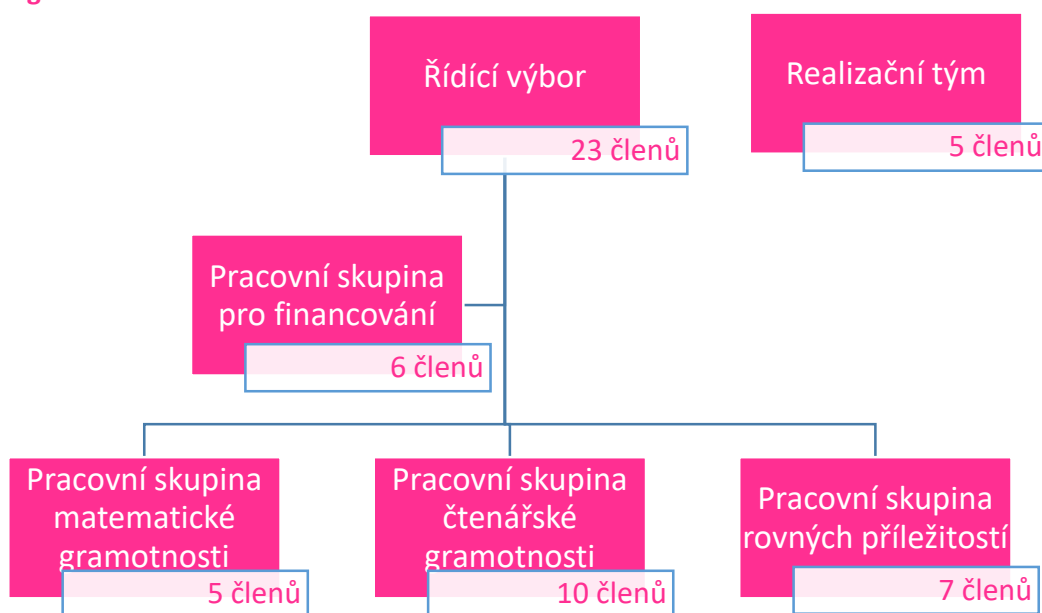 Řídící výbor
23 členů
Realizační tým
5 členů
Pracovní skupina
pro financování
6 členů
Pracovní skupina
matematické
gramotnosti
5 členů
Pracovní skupina
čtenářské
gramotnosti
10 členů
Pracovní skupina
rovných příležitostí
7 členů